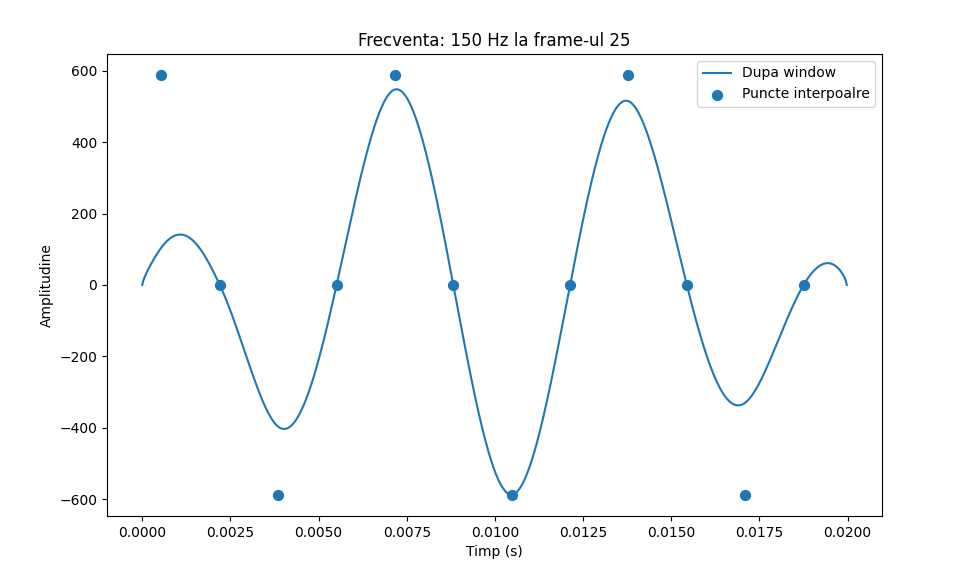 Frecventa: 150 Hz la frame-ul 25
Dupa window
Puncte interpoalre
600
400
200
0
−200
−400
−600
Amplitudine
0.0000 0.0025 0.0050 0.0075 0.0100 0.0125 0.0150 0.0175 0.0200
Timp (s)